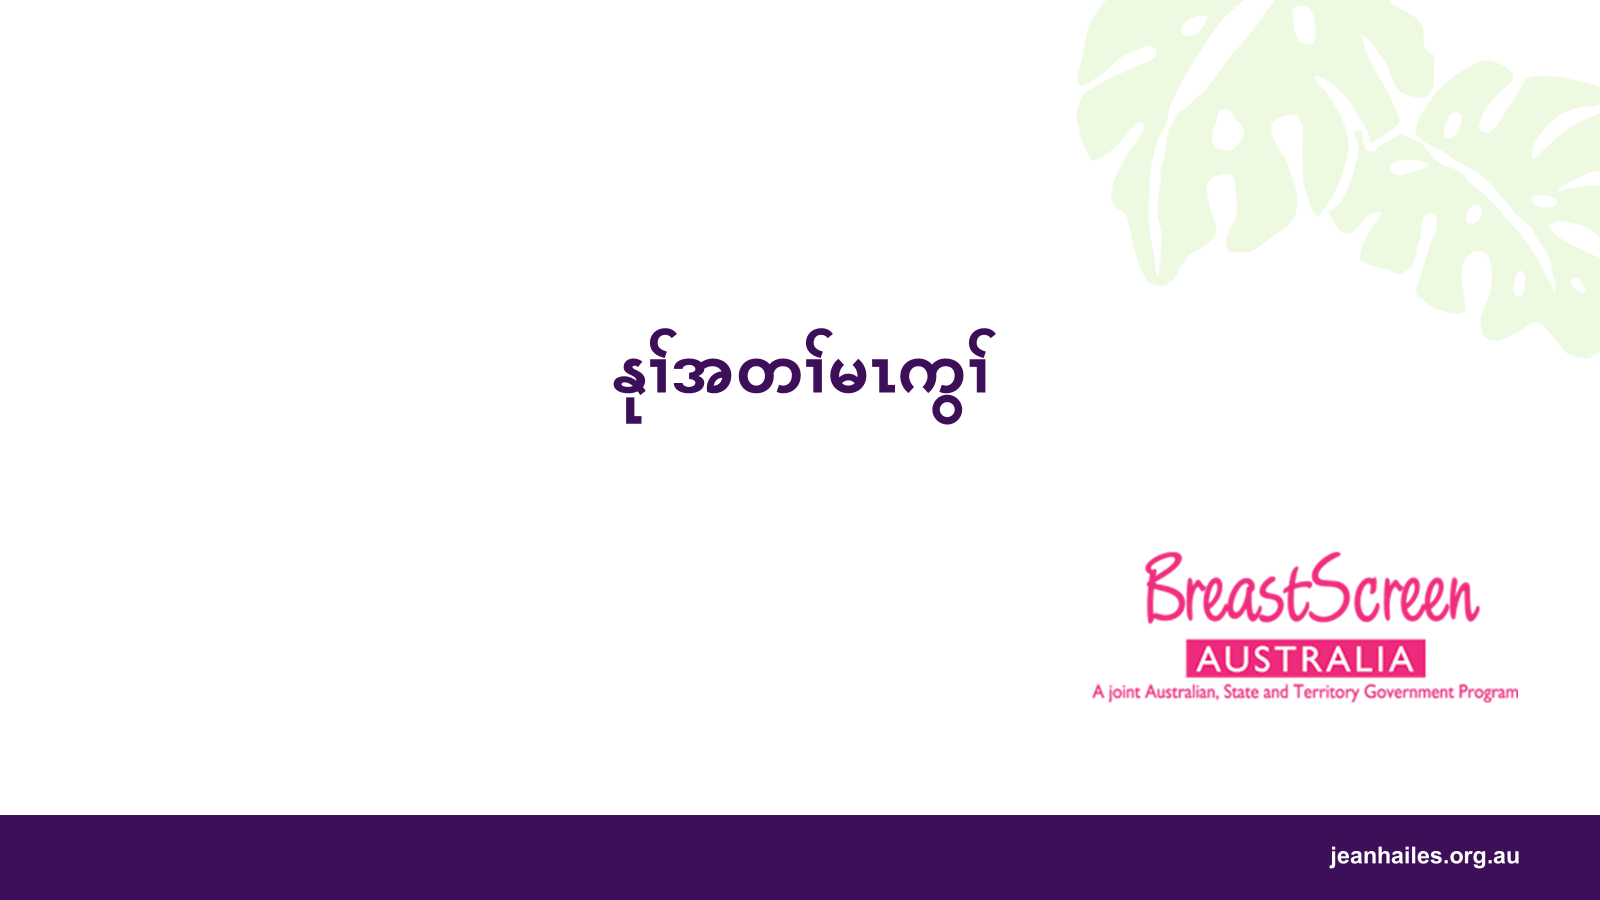 နုၢ်အတၢ်မၤကွၢ်
BreastScreen
AUSTRALIA
A joint Australian, State and Territory Government Program
jeanhailes.org.au